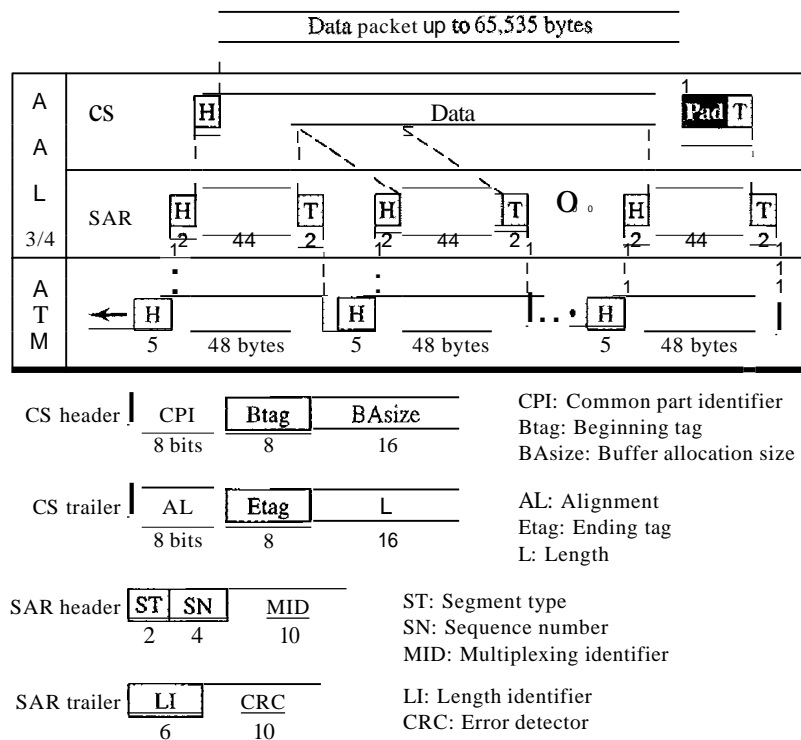 Data packet up to 65,535 bytes
A A L 3/4
CS
H
Data
1
Pad T
SAR
H T H T O o o H T
2 44 2 2 44 2 2 44 2
A T M
H H ... H
5 48 bytes 5 48 bytes 5 48 bytes
CS header CPI Btag BAsize
8 bits 8 16
CPI: Common part identifier
Btag: Beginning tag
BAsize: Buffer allocation size
CS trailer AL Etag L
8 bits 8 16
AL: Alignment
Etag: Ending tag
L: Length
SAR header ST SN MID
2 4 10
ST: Segment type
SN: Sequence number
MID: Multiplexing identifier
SAR trailer LI CRC
6 10
LI: Length identifier
CRC: Error detector